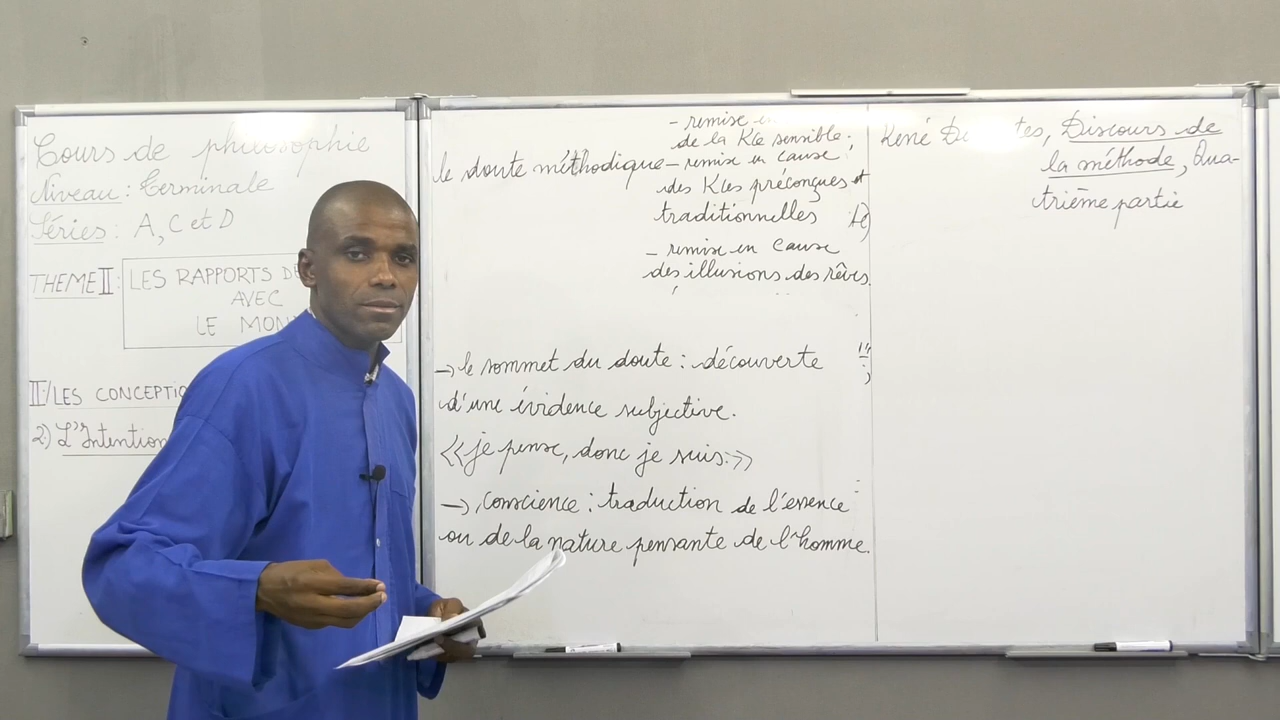 Cours de philosophie
Niveau : Terminale
Séries : A, C et D
THEME II : LES RAPPORTS DE
AVEC
LE MON
II/ LES CONCEPTIO
2) L'Intention
- remise e
de la Kce sensible ;
le doute méthodique - remise en cause
des Kces préconçues et
traditionnelles
- remise en cause
des illusions des rêves.
→ le sommet du doute : découverte
d'une évidence subjective.
<<je pense, donc je suis.>>
→ conscience : traduction de l'essence
ou de la nature pensante de l'homme.
René De tes, Discours de
la méthode, Qua-
trième partie